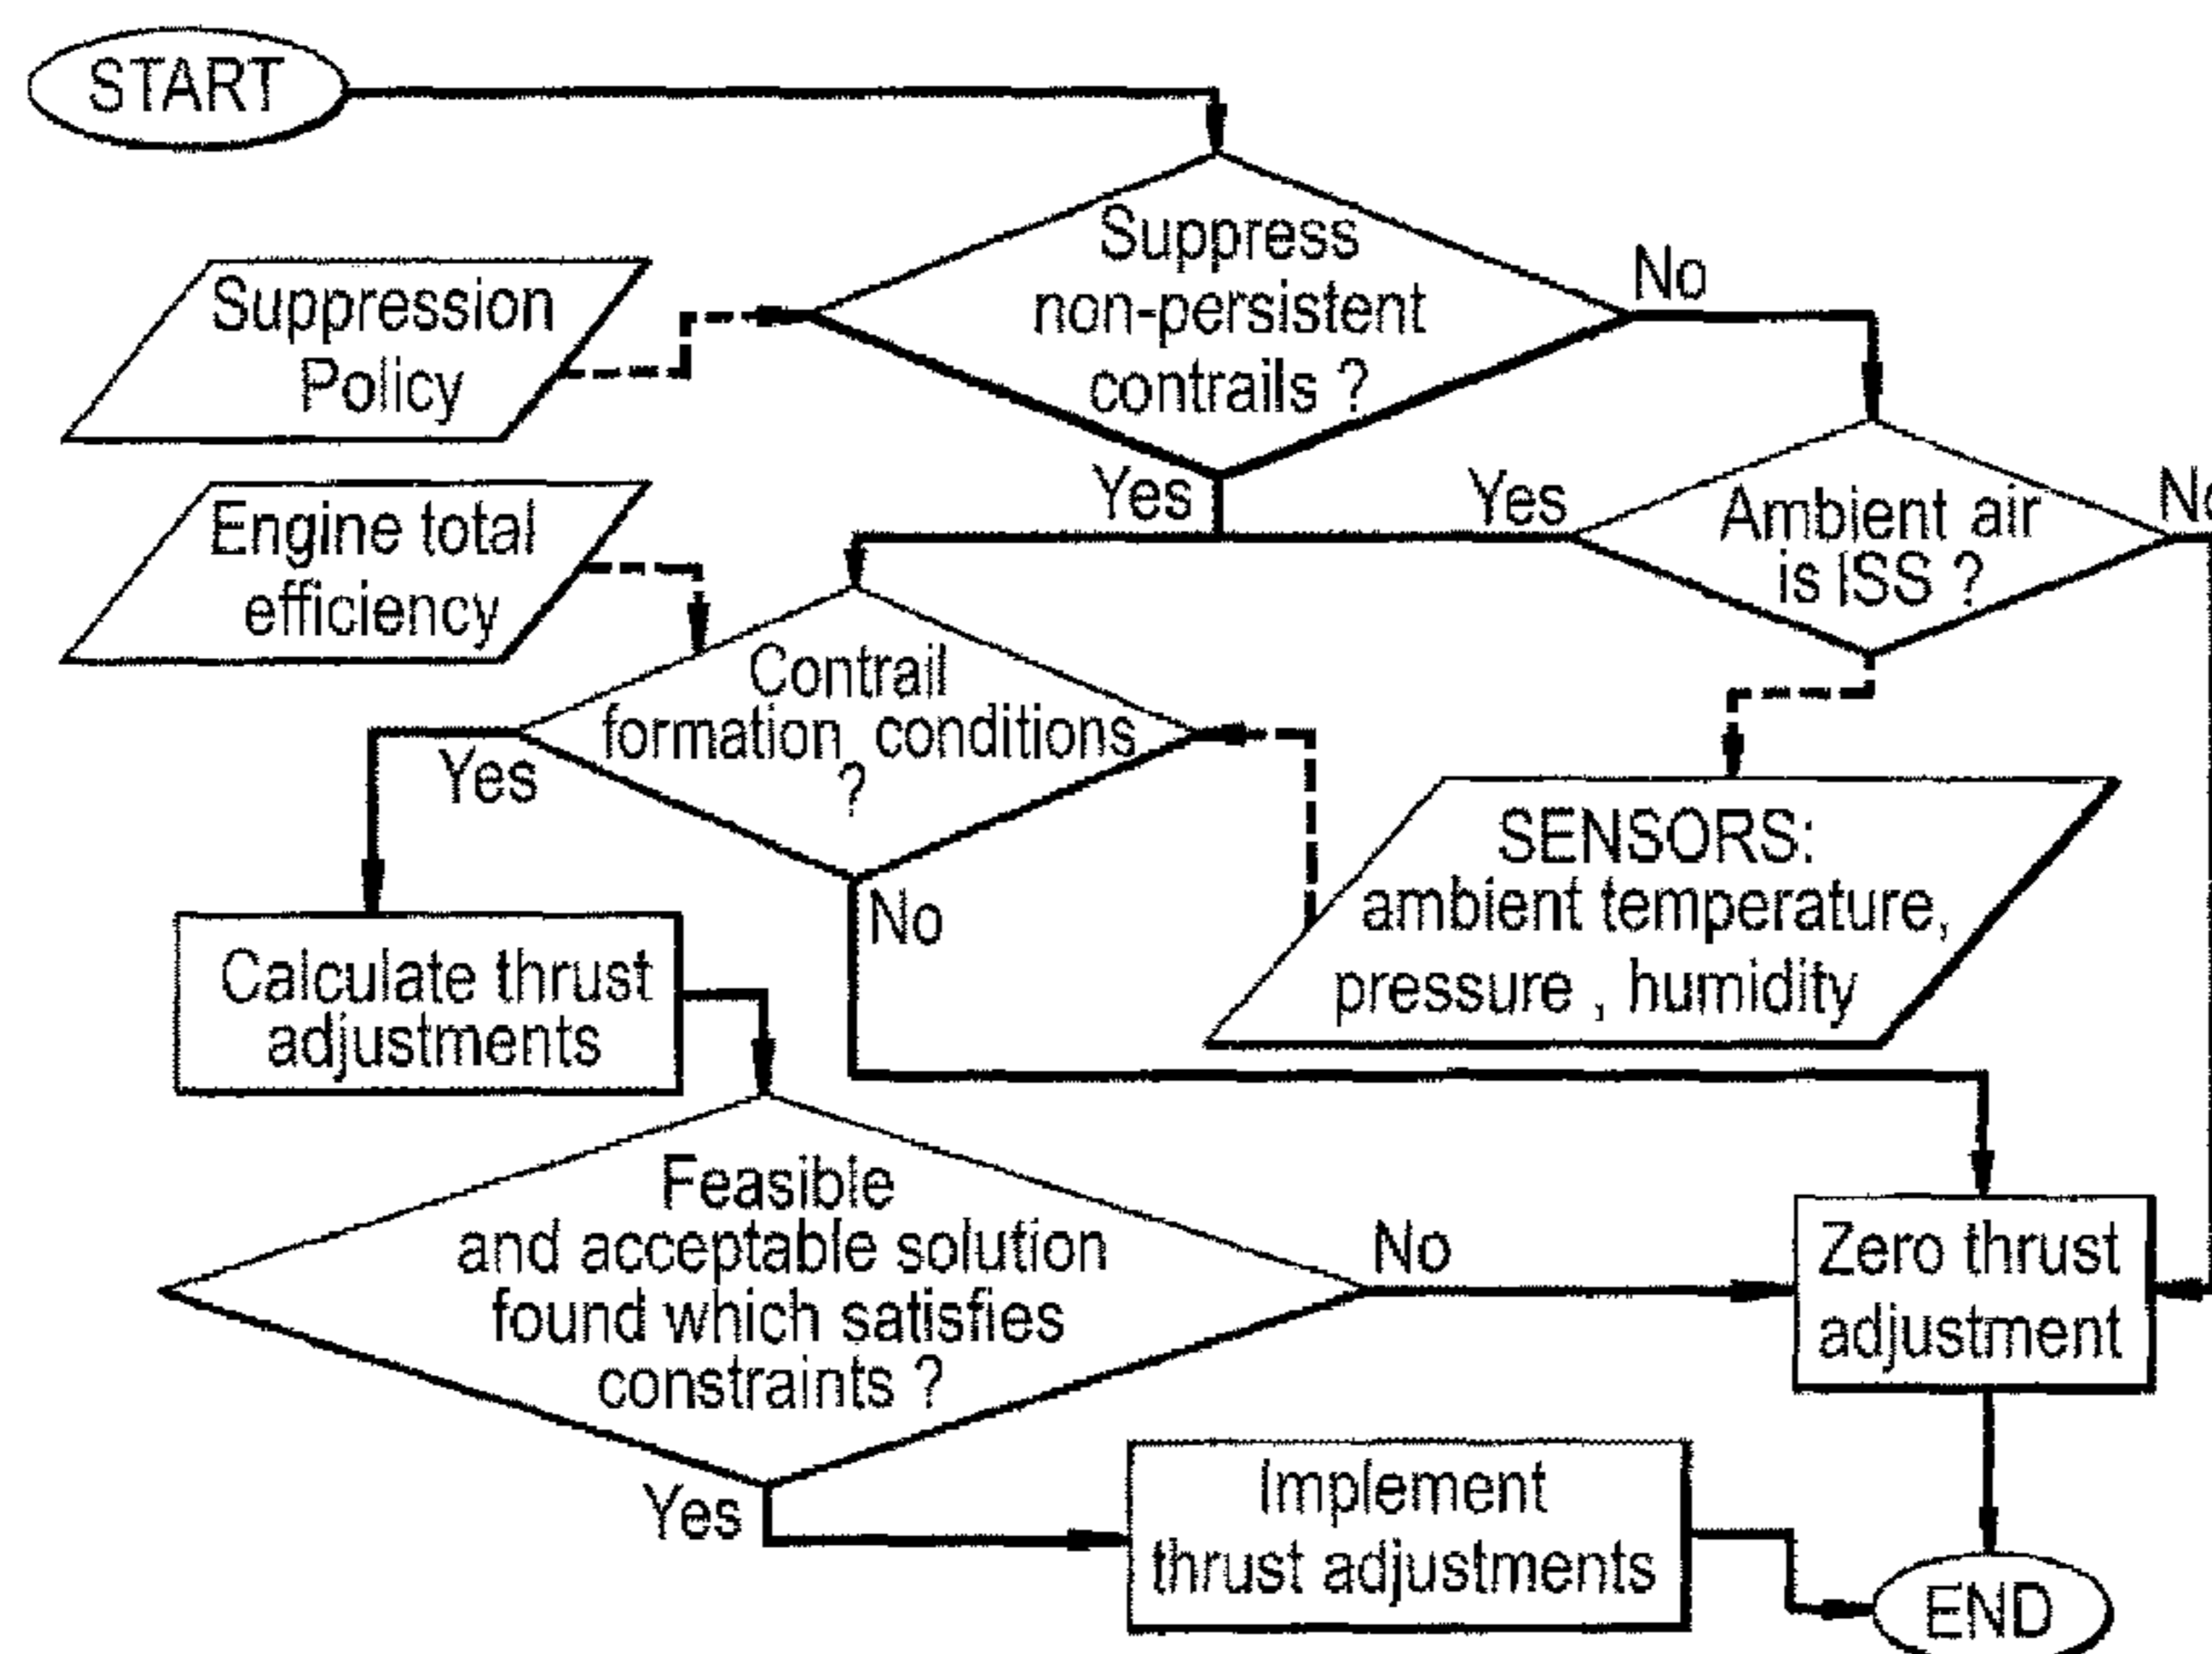 START
Suppress
non-persistent
contrails ?
No
Suppression
Policy
Yes
Yes
Ambient air
is ISS ?
No
Engine total
efficiency
Contrail
formation conditions
?
Yes
No
SENSORS:
ambient temperature,
pressure , humidity
Calculate thrust
adjustments
Feasible
and acceptable solution
found which satisfies
constraints ?
No
Zero thrust
adjustment
Yes
Implement
thrust adjustments
END